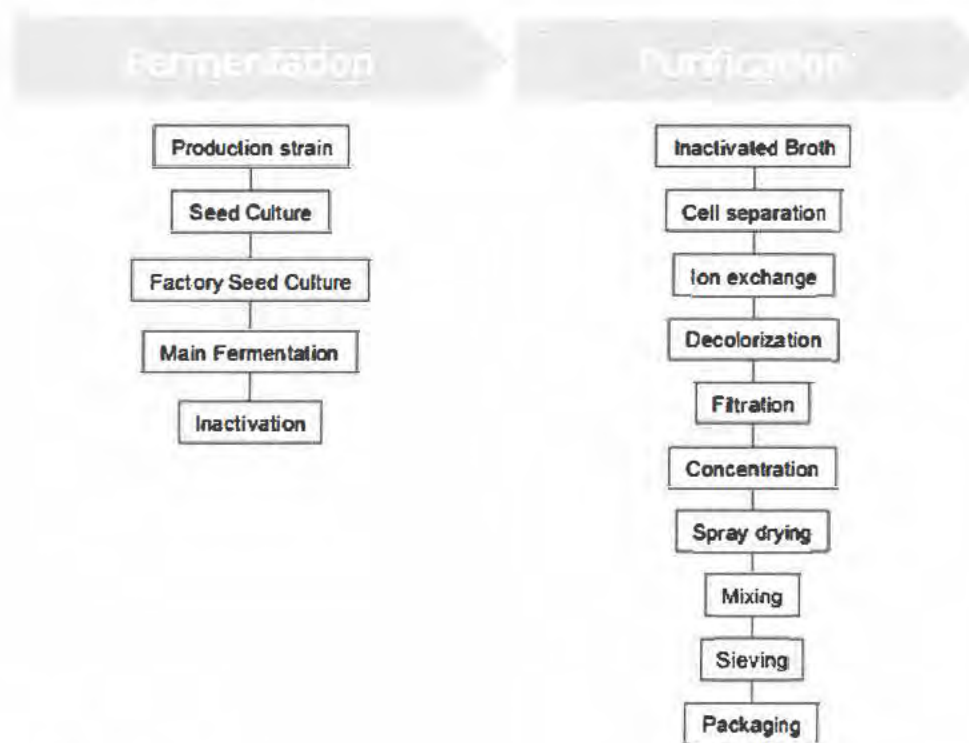 Fermentation
Production strain
Seed Culture
Factory Seed Culture
Main Fermentation
Inactivation
Purification
Inactivated Broth
Cell separation
Ion exchange
Decolorization
Filtration
Concentration
Spray drying
Mixing
Sieving
Packaging